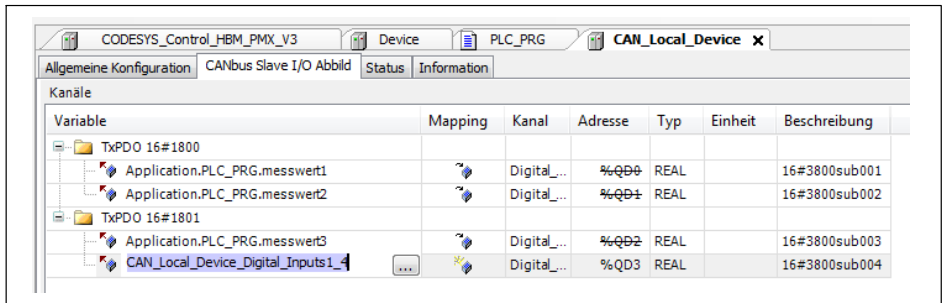 CODESYS_Control_HBM_PMX_V3 Device PLC_PRG CAN_Local_Device x
Allgemeine Konfiguration CANbus Slave I/O Abbild Status Information
Kanäle
Variable Mapping Kanal Adresse Typ Einheit Beschreibung
TxPDO 16#1800
Application.PLC_PRG.messwert1 Digital_... %QD0 REAL 16#3800sub001
Application.PLC_PRG.messwert2 Digital_... %QD1 REAL 16#3800sub002
TxPDO 16#1801
Application.PLC_PRG.messwert3 Digital_... %QD2 REAL 16#3800sub003
CAN_Local_Device_Digital_Inputs1_4 ... Digital_... %QD3 REAL 16#3800sub004